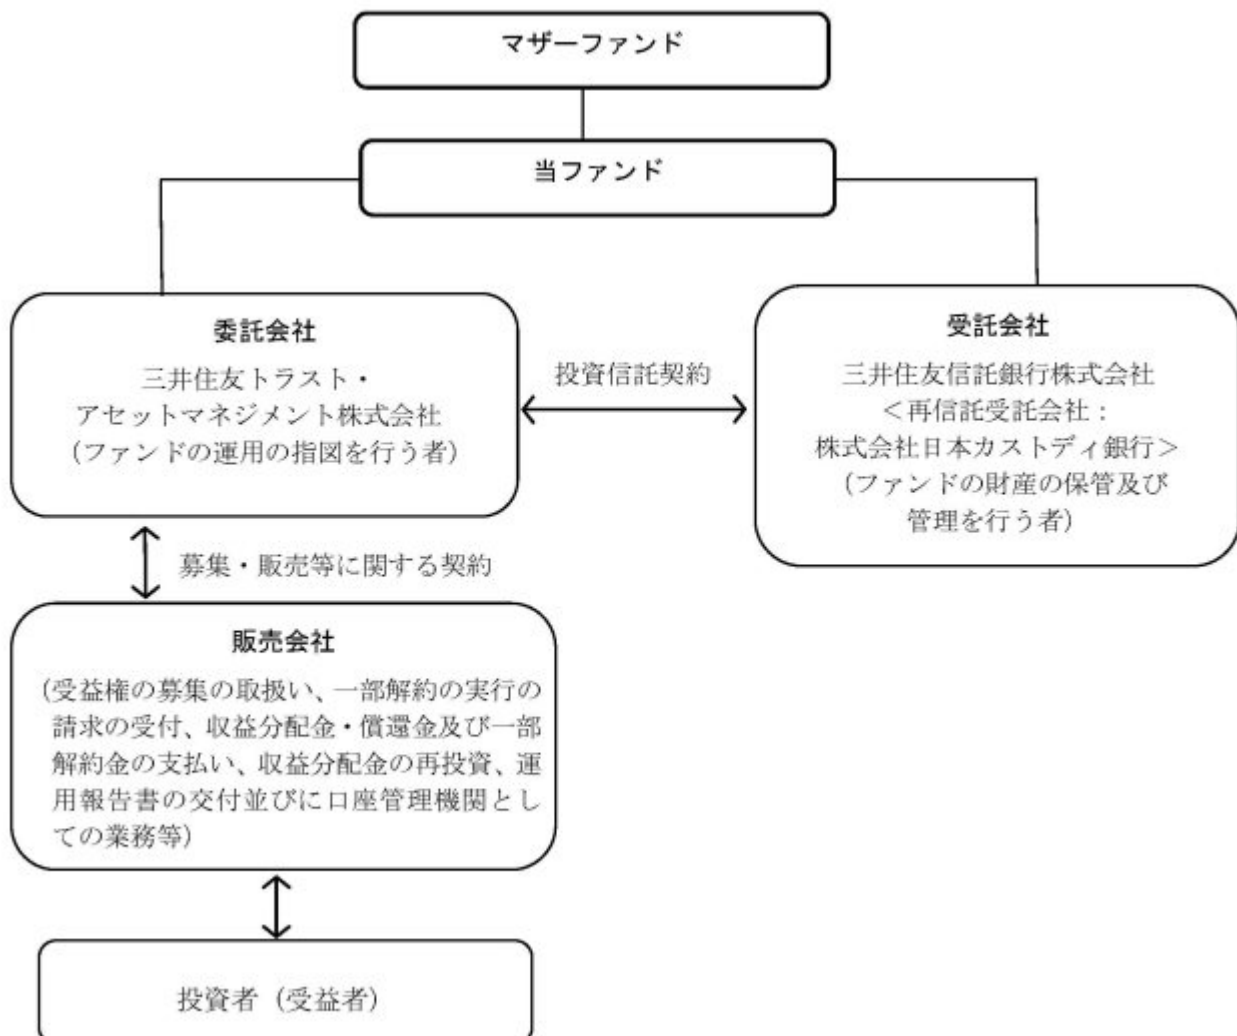 マザーファンド
当ファンド
委託会社
三井住友トラスト・
アセットマネジメント株式会社
（ファンドの運用の指図を行う者）
投資信託契約
受託会社
三井住友信託銀行株式会社
＜再信託受託会社：
株式会社日本カストディ銀行＞
（ファンドの財産の保管及び
管理を行う者）
募集・販売等に関する契約
販売会社
（受益権の募集の取扱い、一部解約の実行の
請求の受付、収益分配金・償還金及び一部
解約金の支払い、収益分配金の再投資、運
用報告書の交付並びに口座管理機関とし
ての業務等）
投資者（受益者）